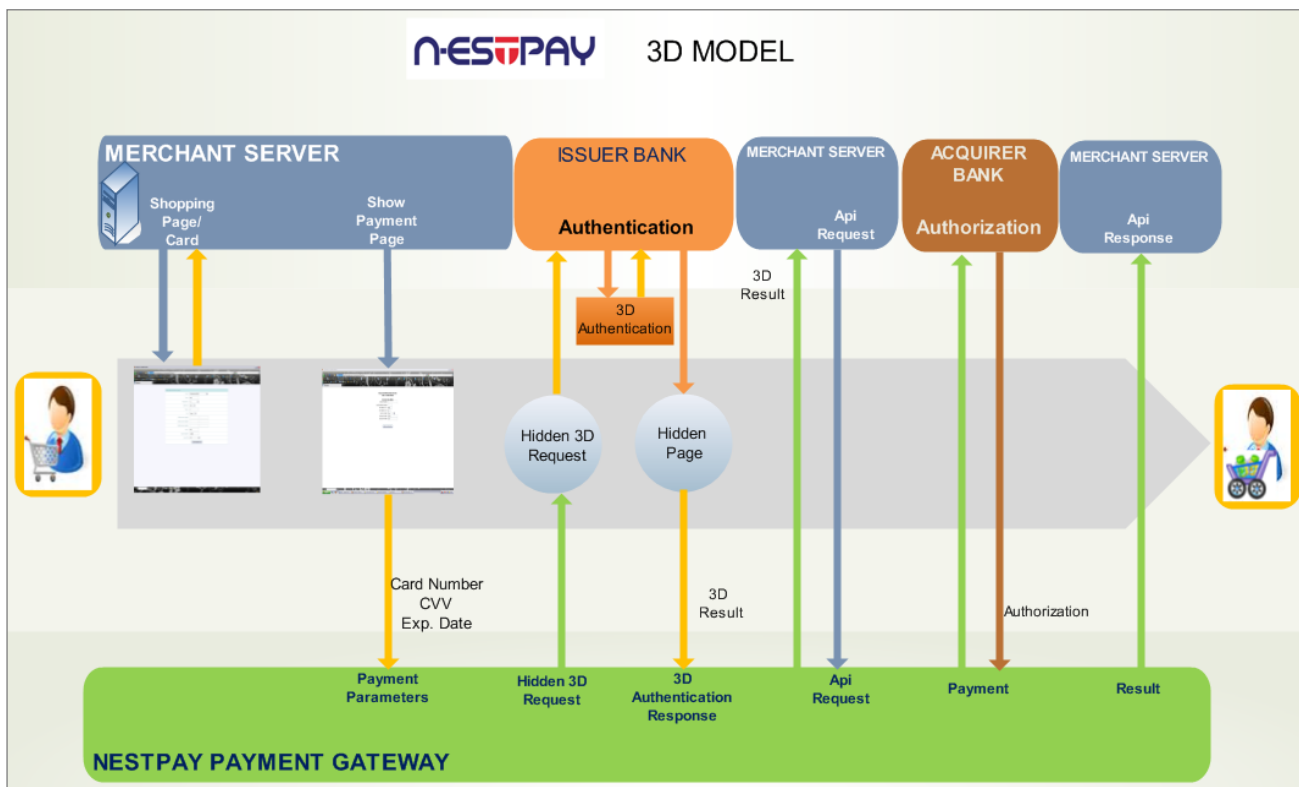 NESTPAY
3D MODEL
MERCHANT SERVER
Shopping
Page/
Card
Show
Payment
Page
ISSUER BANK
Authentication
3D
Authentication
MERCHANT SERVER
Api
Request
3D
Result
ACQUIRER
BANK
Authorization
MERCHANT SERVER
Api
Response
Hidden 3D
Request
Hidden
Page
Card Number
CVV
Exp. Date
3D
Result
Authorization
Payment
Parameters
Hidden 3D
Request
3D
Authentication
Response
Api
Request
Payment
Result
NESTPAY PAYMENT GATEWAY